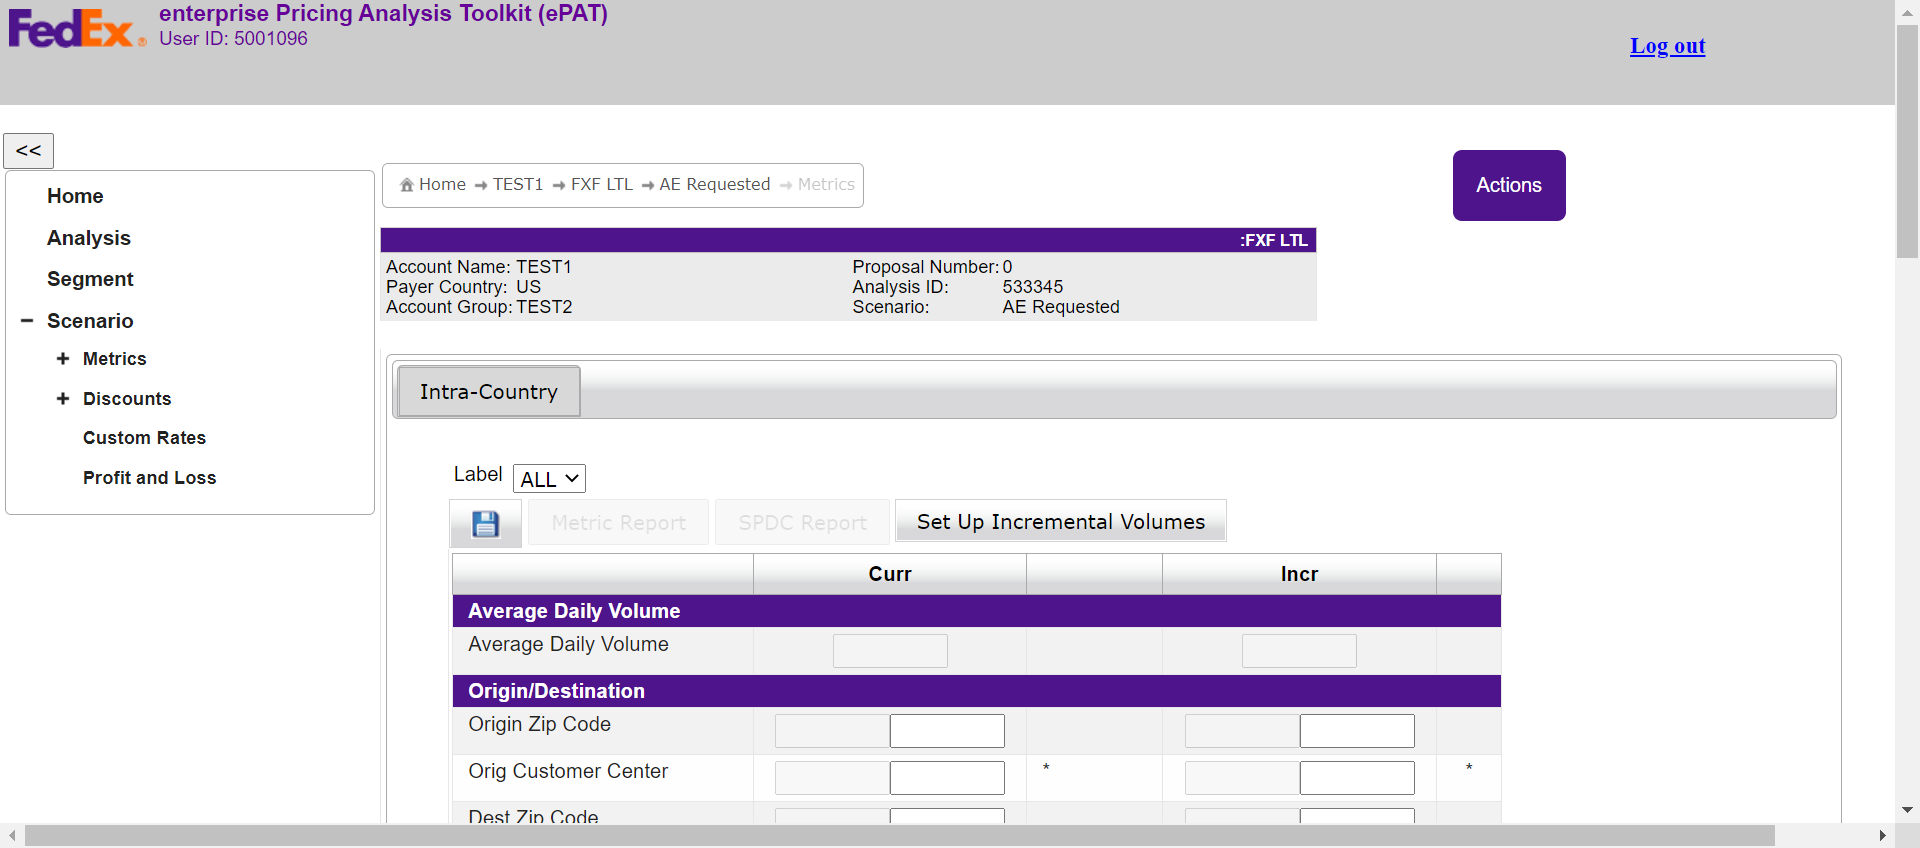 FedEx®
enterprise Pricing Analysis Toolkit (ePAT)
User ID: 5001096
Log out
<<
Home
Analysis
Segment
Scenario
Metrics
Discounts
Custom Rates
Profit and Loss
Home TEST1 FXF LTL AE Requested Metrics
Actions
:FXF LTL
Account Name: TEST1 Proposal Number: 0
Payer Country: US Analysis ID: 533345
Account Group: TEST2 Scenario: AE Requested
Intra-Country
Label ALL
Metric Report SPDC Report Set Up Incremental Volumes
Curr Incr
Average Daily Volume
Average Daily Volume
Origin/Destination
Origin Zip Code
Orig Customer Center * *
Dest Zip Code